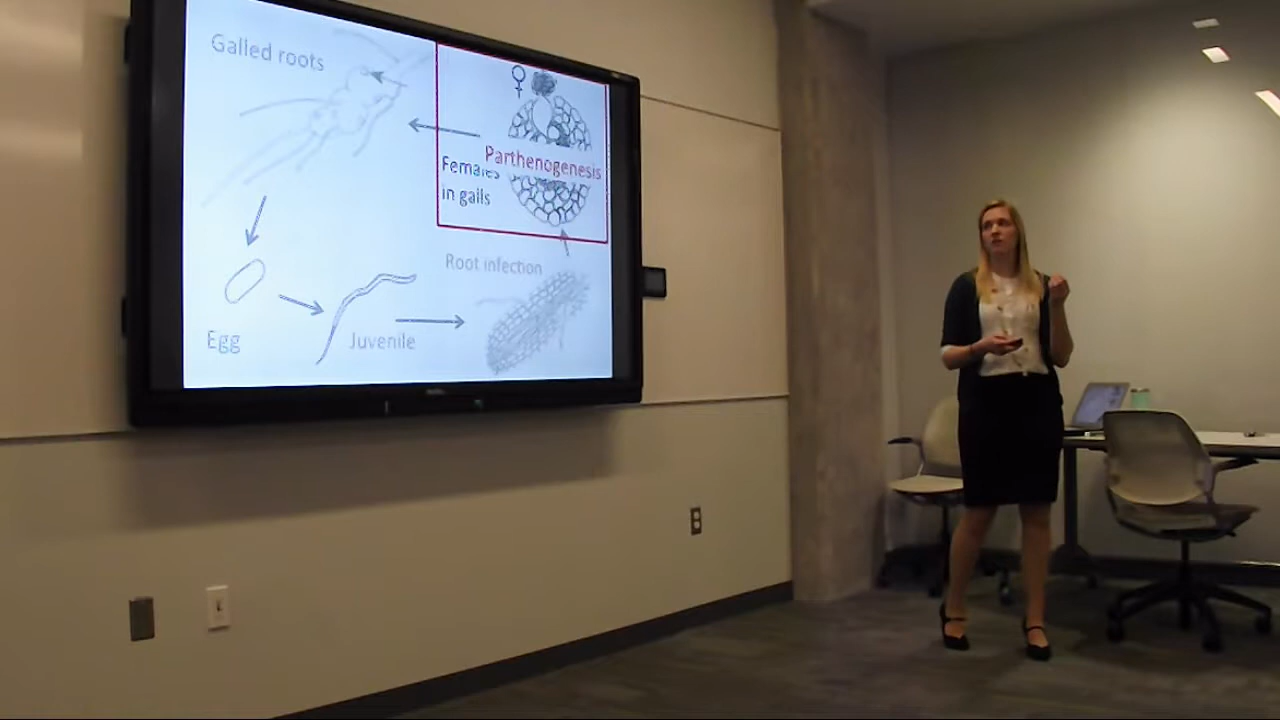 Galled roots
♀
Parthenogenesis
Females
in galls
Root infection
Egg
Juvenile